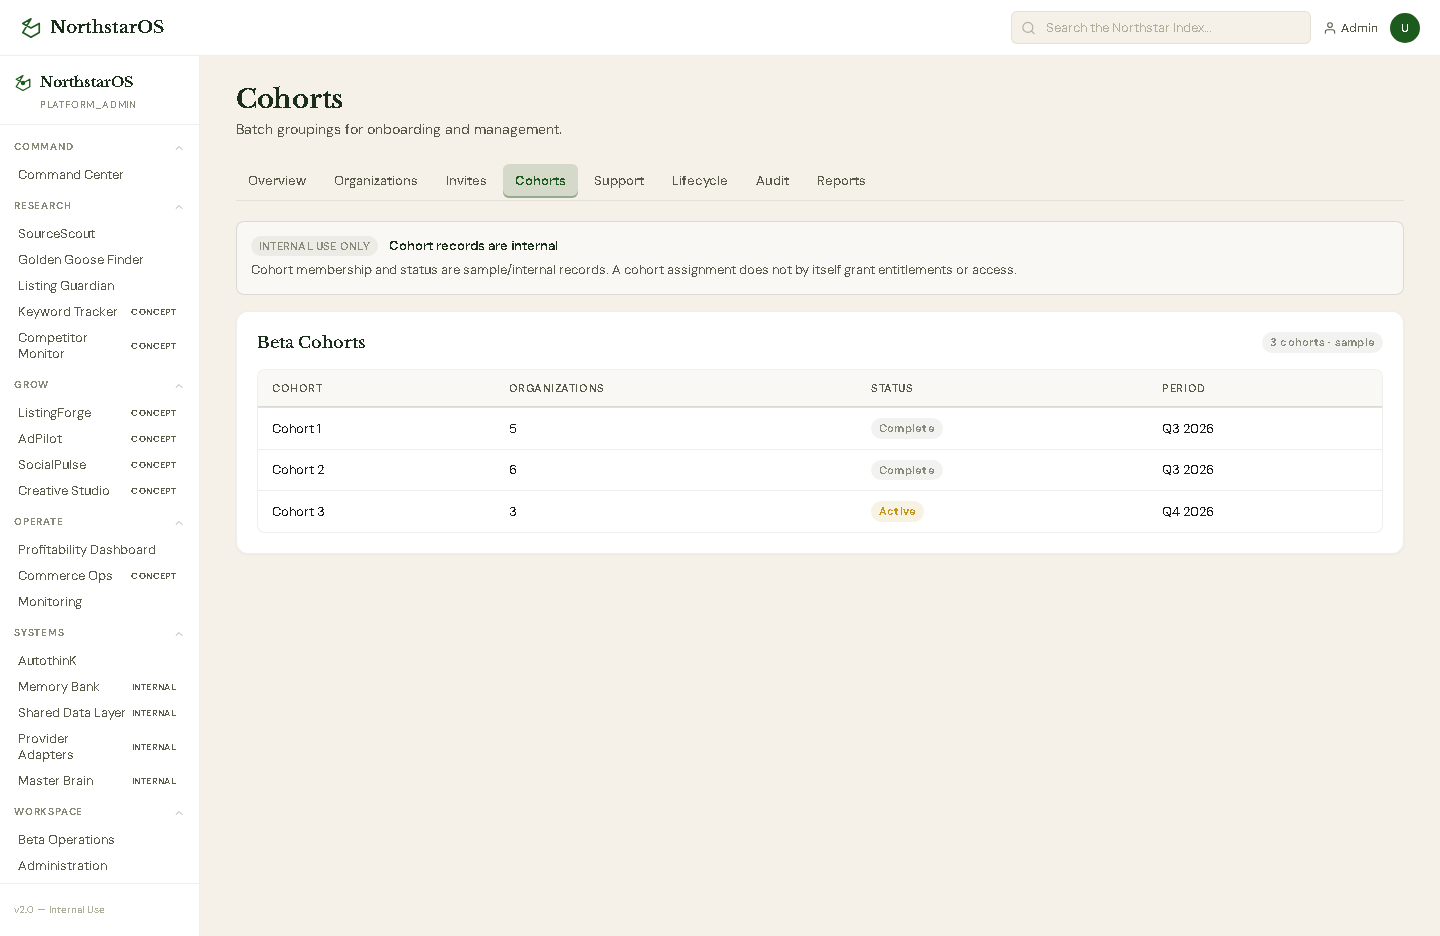 NorthstarOS
Search the Northstar Index...
Admin
U
NorthstarOS
PLATFORM_ADMIN
COMMAND
Command Center
RESEARCH
SourceScout
Golden Goose Finder
Listing Guardian
Keyword Tracker CONCEPT
Competitor
Monitor
CONCEPT
GROW
ListingForge CONCEPT
AdPilot CONCEPT
SocialPulse CONCEPT
Creative Studio CONCEPT
OPERATE
Profitability Dashboard
Commerce Ops CONCEPT
Monitoring
SYSTEMS
AutothinK
Memory Bank INTERNAL
Shared Data Layer INTERNAL
Provider
Adapters
INTERNAL
Master Brain INTERNAL
WORKSPACE
Beta Operations
Administration
v2.0 — Internal Use
Cohorts
Batch groupings for onboarding and management.
Overview Organizations Invites Cohorts Support Lifecycle Audit Reports
INTERNAL USE ONLY Cohort records are internal
Cohort membership and status are sample/internal records. A cohort assignment does not by itself grant entitlements or access.
Beta Cohorts
3 cohorts · sample
COHORT ORGANIZATIONS STATUS PERIOD
Cohort 1 5 Complete Q3 2026
Cohort 2 6 Complete Q3 2026
Cohort 3 3 Active Q4 2026